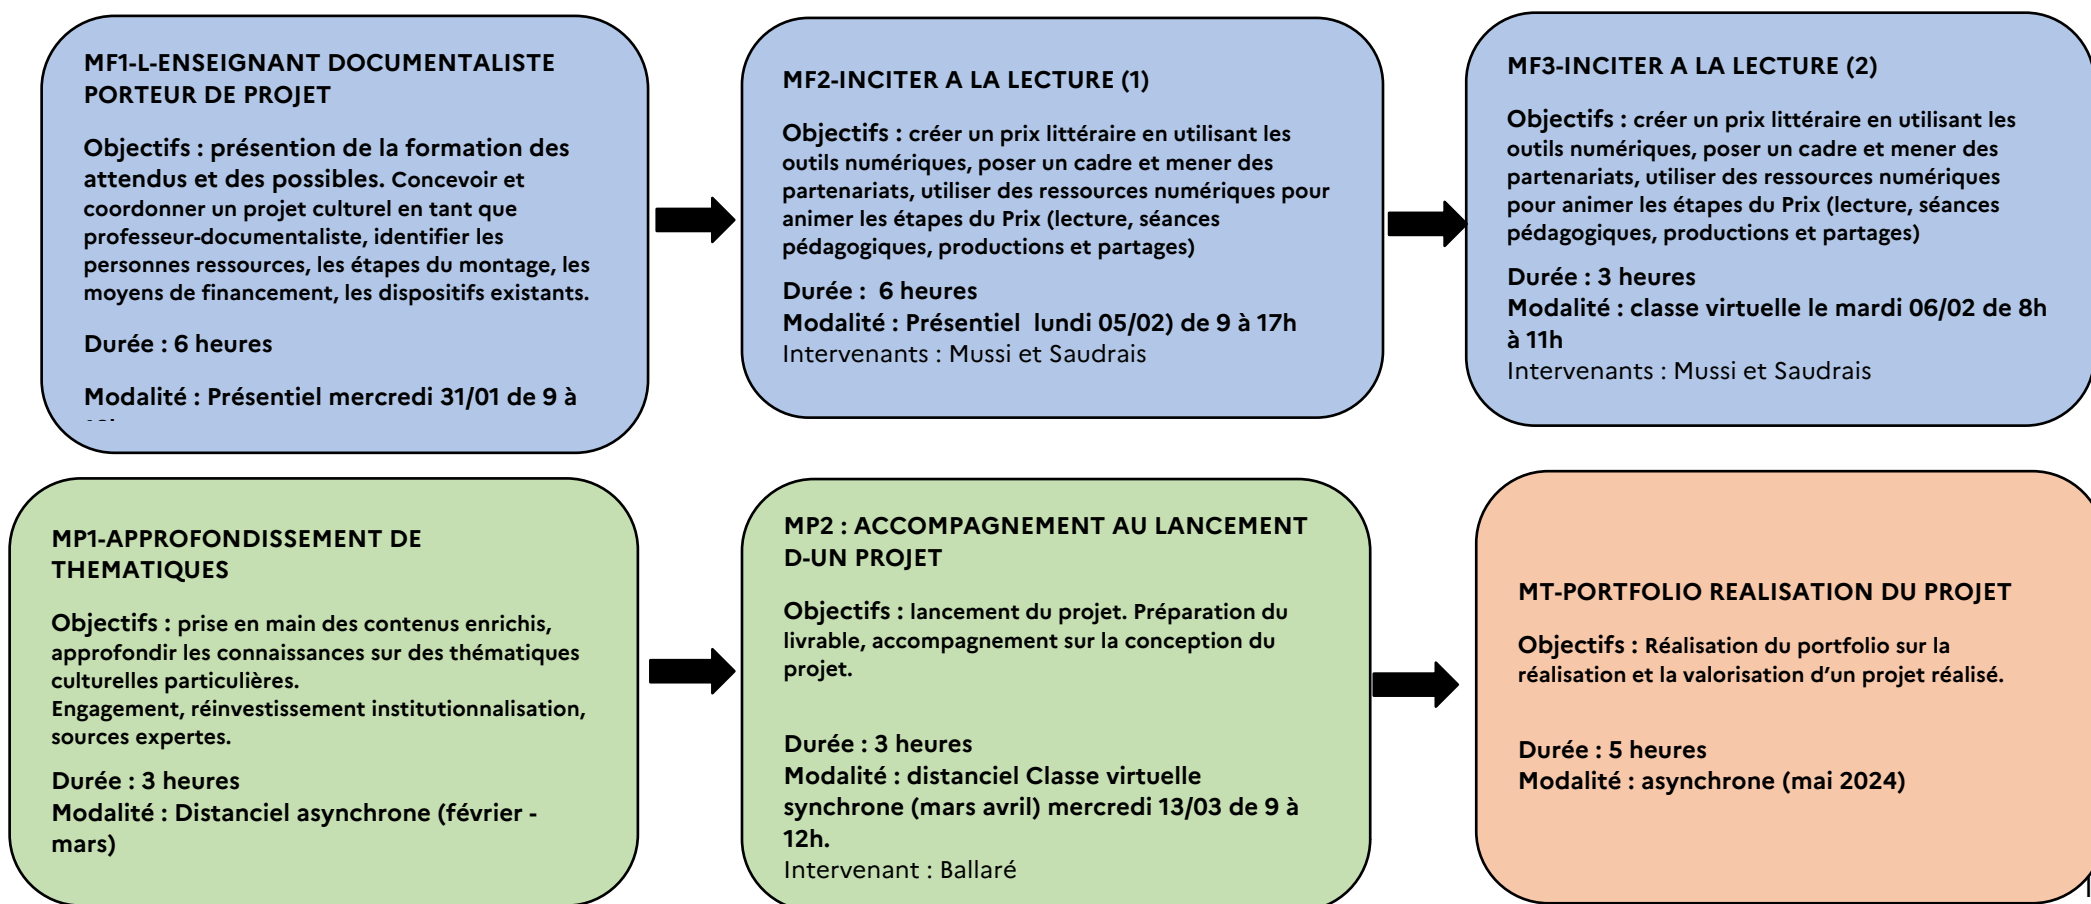 MF1-L-ENSEIGNANT DOCUMENTALISTE
PORTEUR DE PROJET
Objectifs : présention de la formation des
attendus et des possibles. Concevoir et
coordonner un projet culturel en tant que
professeur-documentaliste, identifier les
personnes ressources, les étapes du montage, les
moyens de financement, les dispositifs existants.
Durée : 6 heures
Modalité : Présentiel mercredi 31/01 de 9 à
MF2-INCITER A LA LECTURE (1)
Objectifs : créer un prix littéraire en utilisant les
outils numériques, poser un cadre et mener des
partenariats, utiliser des ressources numériques pour
animer les étapes du Prix (lecture, séances
pédagogiques, productions et partages)
Durée :  6 heures
Modalité : Présentiel  lundi 05/02) de 9 à 17h
Intervenants : Mussi et Saudrais
MF3-INCITER A LA LECTURE (2)
Objectifs : créer un prix littéraire en utilisant les
outils numériques, poser un cadre et mener des
partenariats, utiliser des ressources numériques
pour animer les étapes du Prix (lecture, séances
pédagogiques, productions et partages)
Durée : 3 heures
Modalité : classe virtuelle le mardi 06/02 de 8h
à 11h
Intervenants : Mussi et Saudrais
MP1-APPROFONDISSEMENT DE
THEMATIQUES
Objectifs : prise en main des contenus enrichis,
approfondir les connaissances sur des thématiques
culturelles particulières.
Engagement, réinvestissement institutionnalisation,
sources expertes.
Durée : 3 heures
Modalité : Distanciel asynchrone (février -
mars)
MP2 : ACCOMPAGNEMENT AU LANCEMENT
D-UN PROJET
Objectifs : lancement du projet. Préparation du
livrable, accompagnement sur la conception du
projet.
Durée : 3 heures
Modalité : distanciel Classe virtuelle
synchrone (mars avril) mercredi 13/03 de 9 à
12h.
Intervenant : Ballaré
MT-PORTFOLIO REALISATION DU PROJET
Objectifs : Réalisation du portfolio sur la
réalisation et la valorisation d’un projet réalisé.
Durée : 5 heures
Modalité : asynchrone (mai 2024)